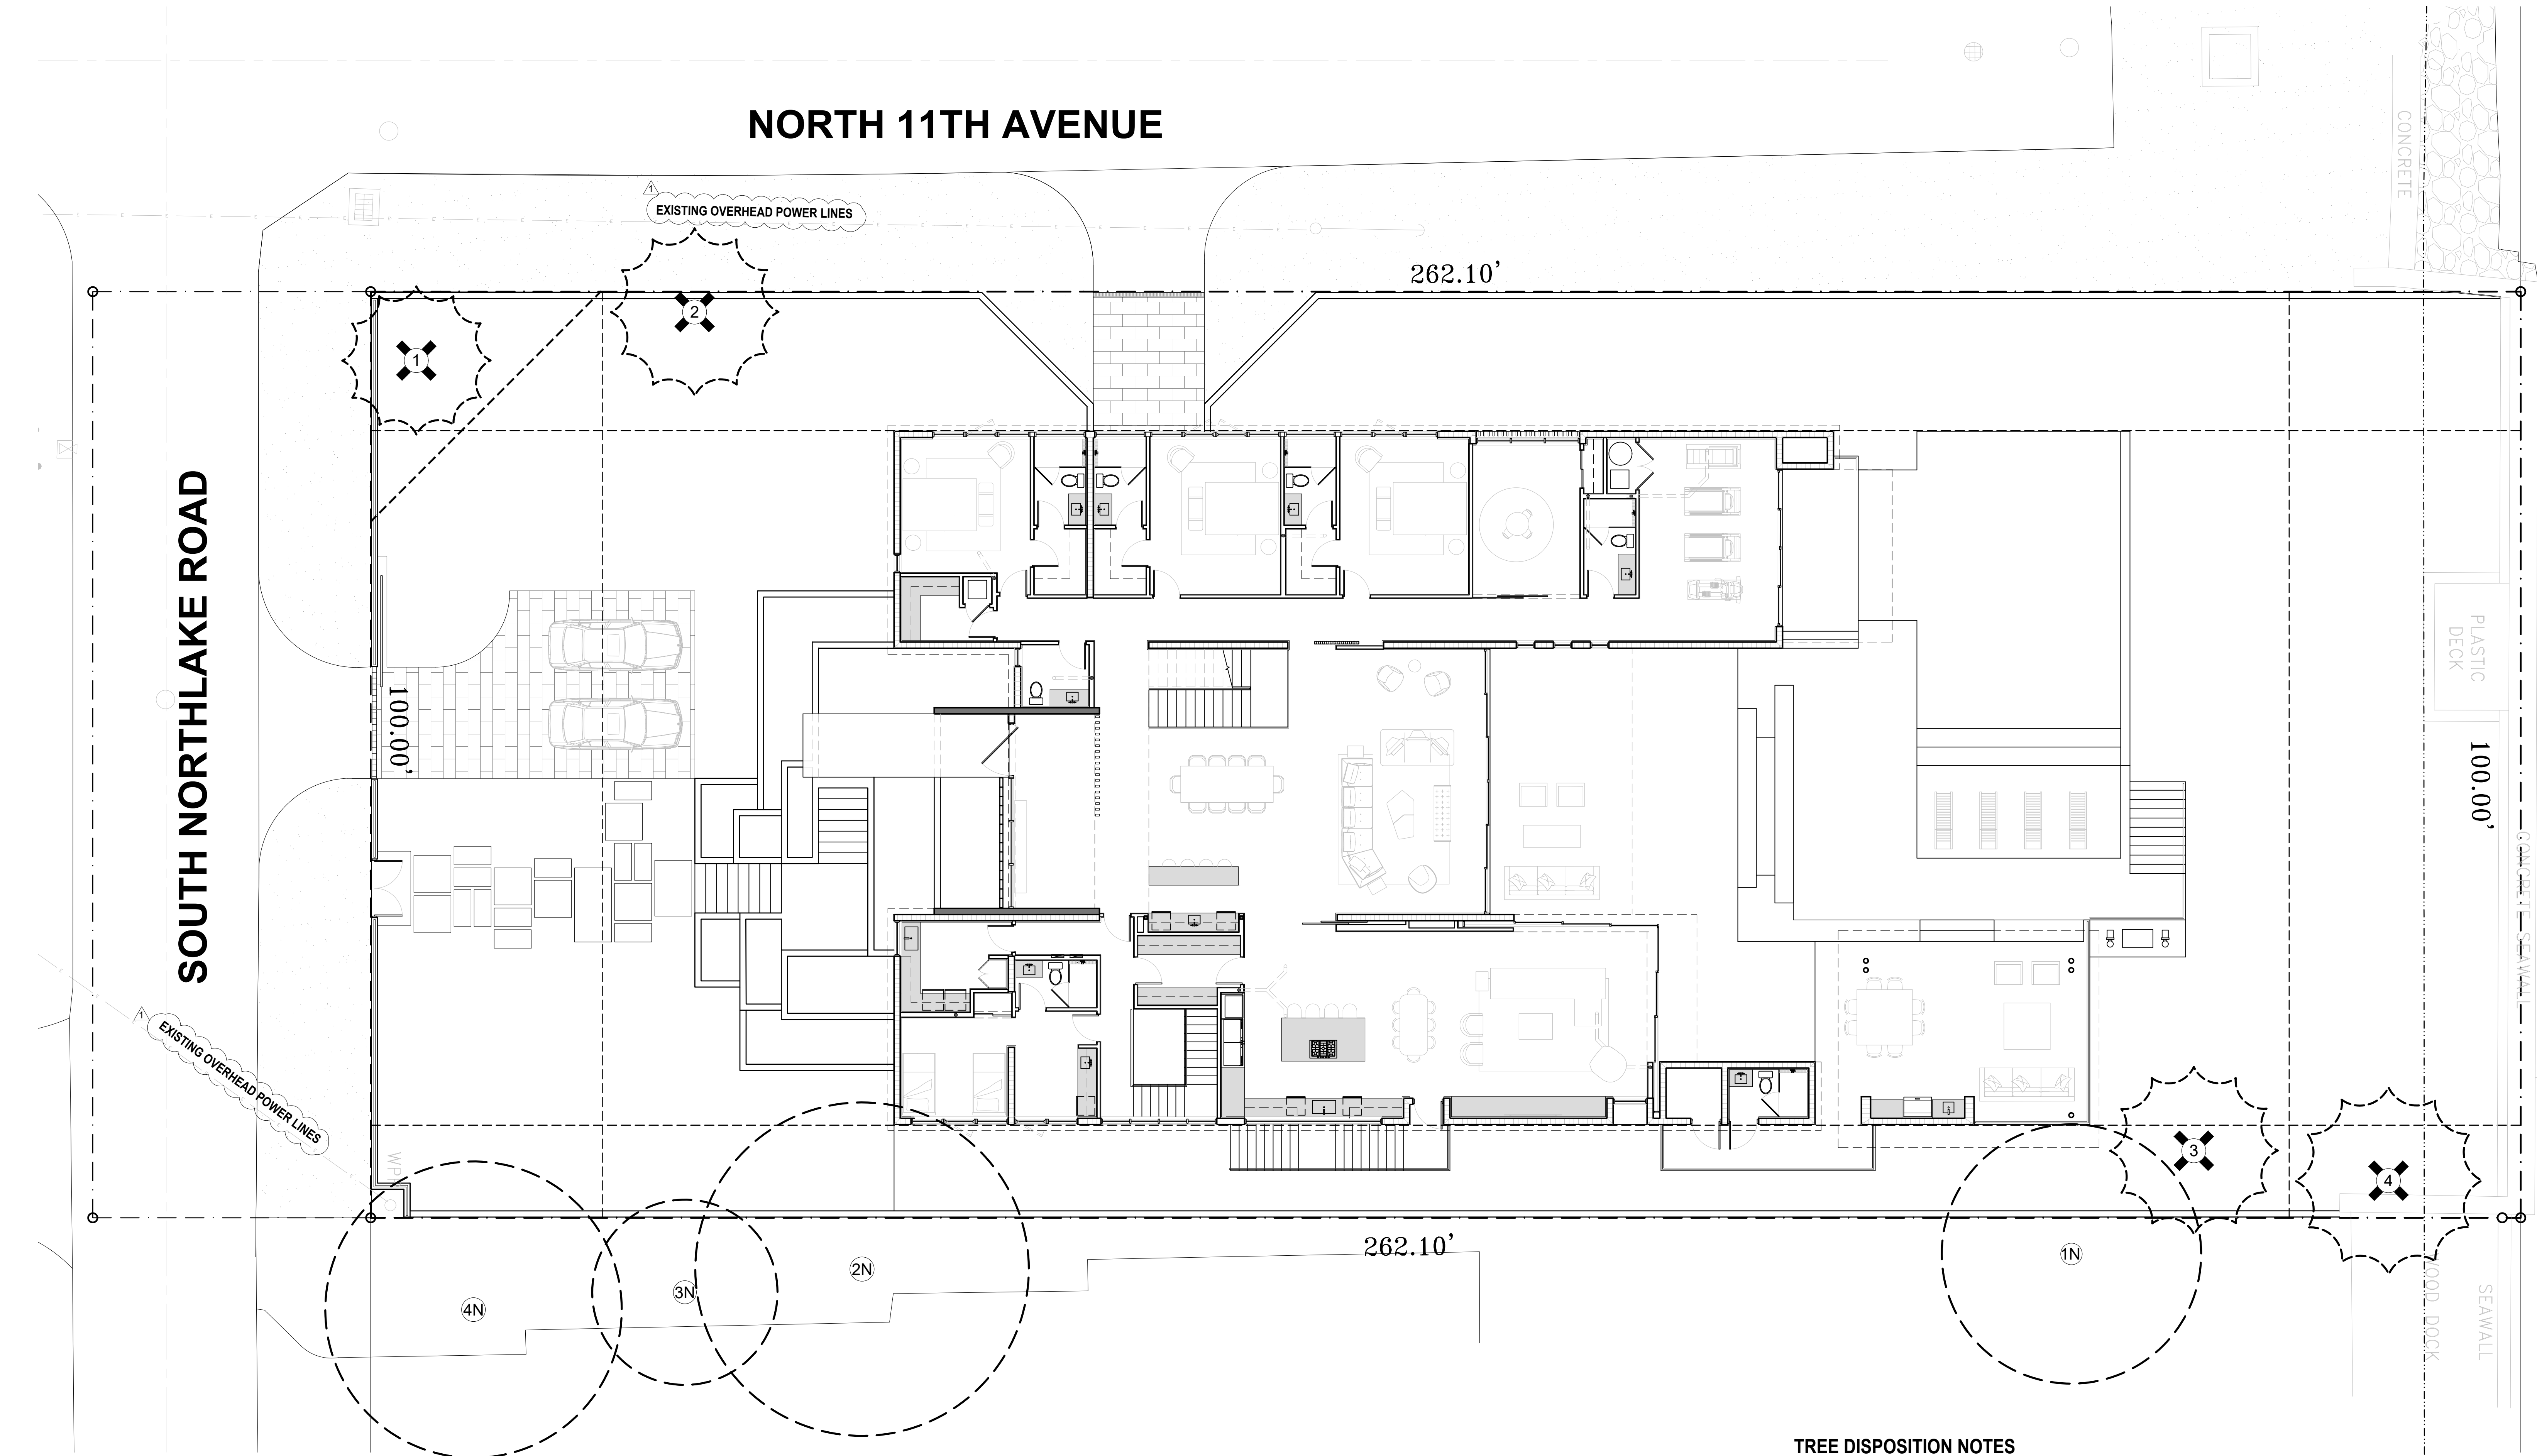 NORTH 11TH AVENUE
CONCRETE
1
EXISTING OVERHEAD POWER LINES
262.10'
2
1
SOUTH NORTHLAKE ROAD
PLASTIC
DECK
100.00'
100.00'
CONCRETE SEAWALL
1
EXISTING OVERHEAD POWER LINES
WPP
3
4
262.10'
1N
2N
3N
4N
WOOD DOCK
SEAWALL
TREE DISPOSITION NOTES